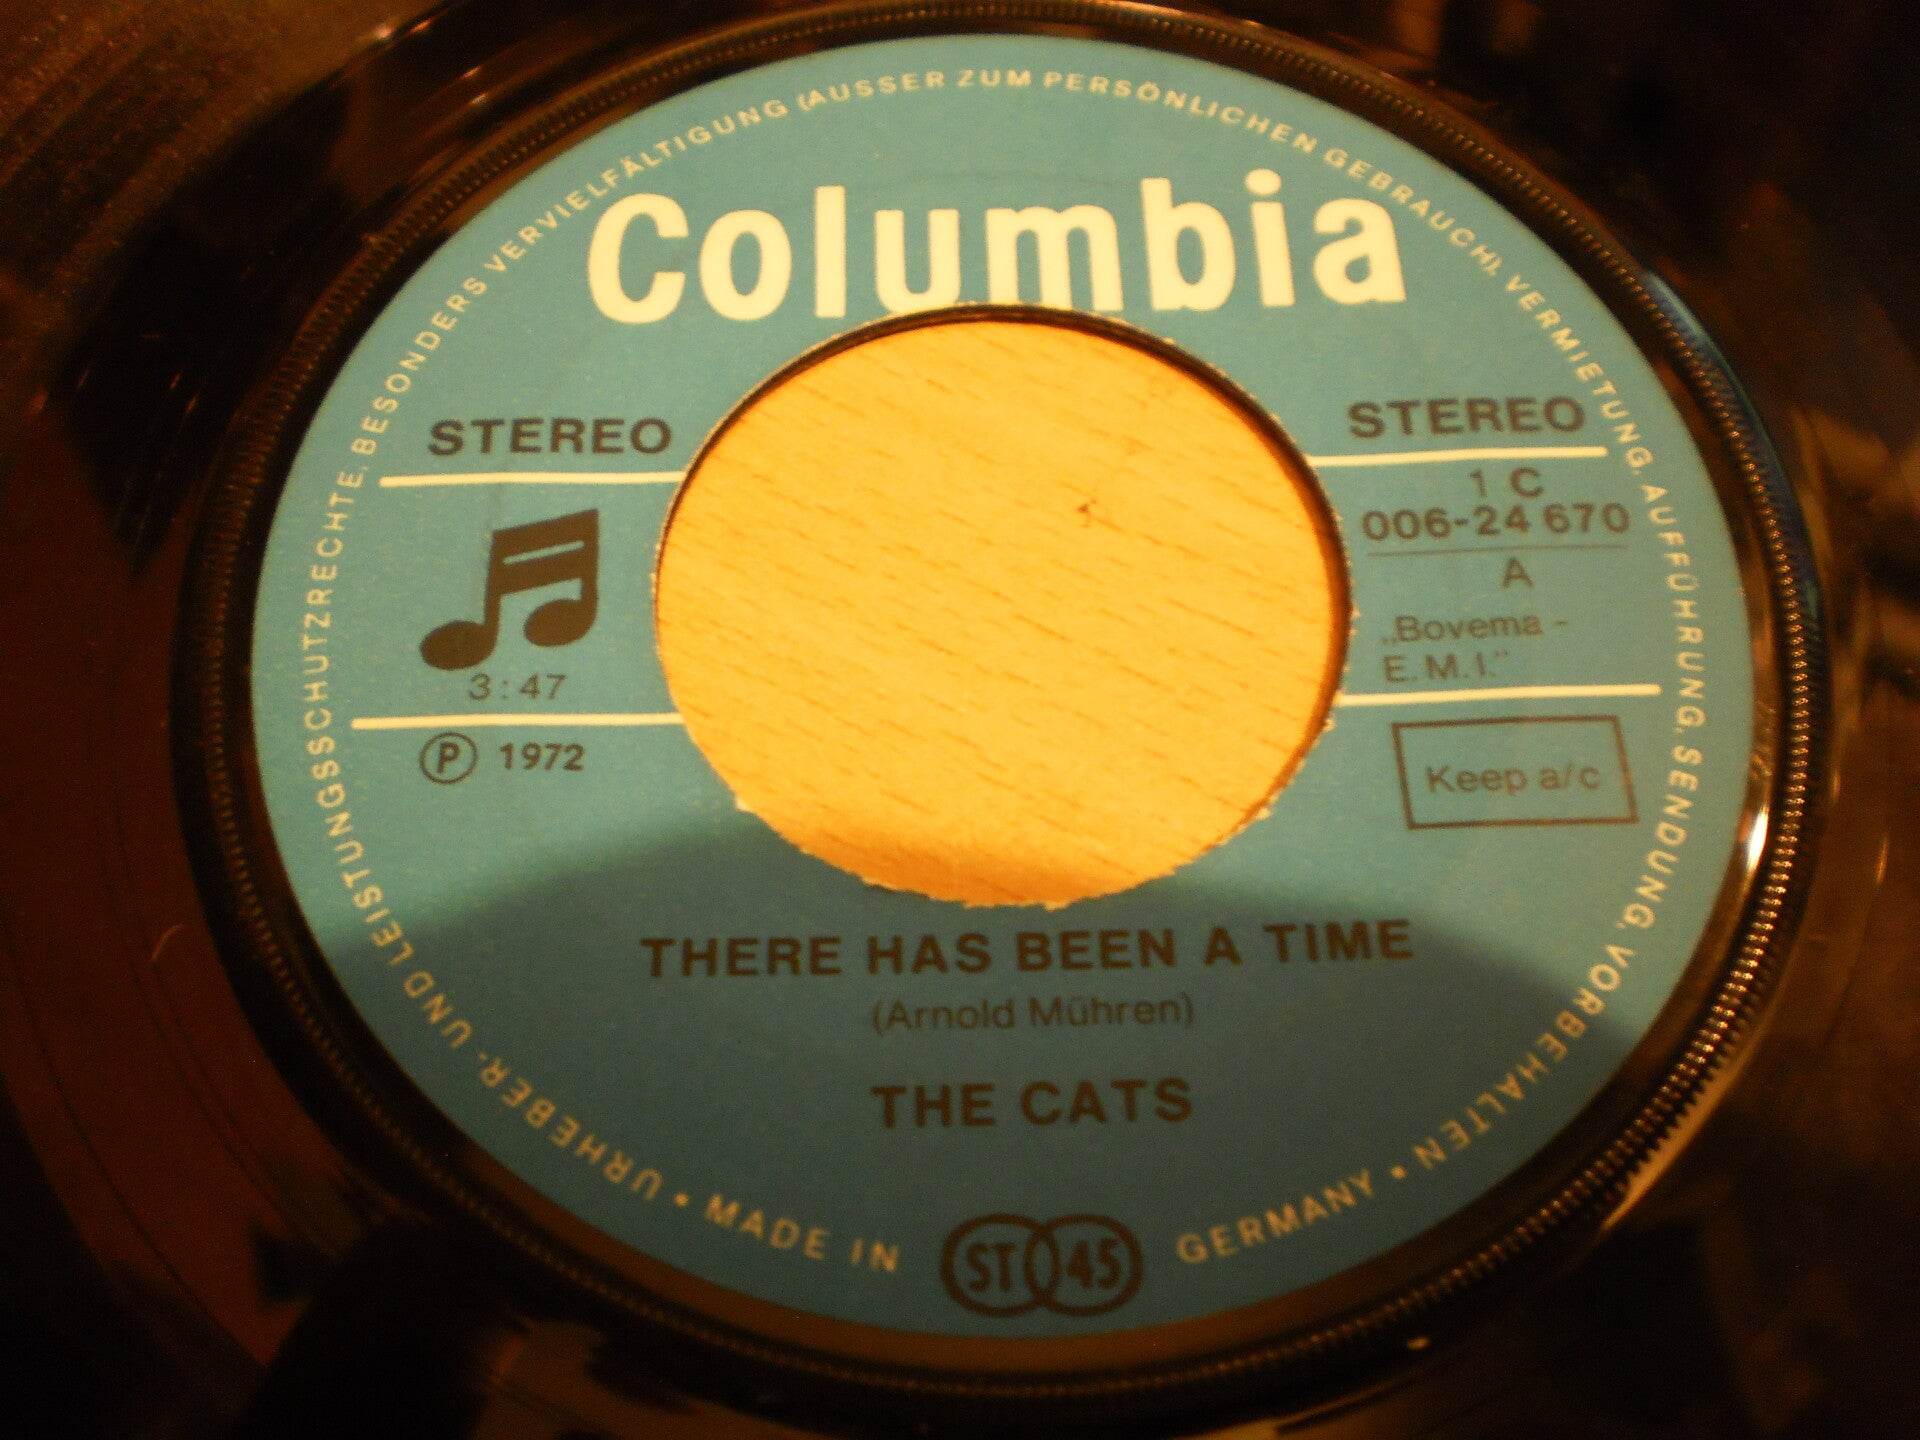 URHEBER- UND LEISTUNGSSCHUTZRECHTE, BESONDERS VERVIELFÄLTIGUNG (AUSSER ZUM PERSÖNLICHEN GEBRAUCH), VERMIETUNG, AUFFÜHRUNG, SENDUNG, VORBEHALTEN •
Columbia
STEREO
3:47
Ⓟ 1972
STEREO
1 C
006-24 670
A
„Bovema -
E.M.I.”
Keep a/c
THERE HAS BEEN A TIME
(Arnold Mühren)
THE CATS
• MADE IN
ST 45
GERMANY